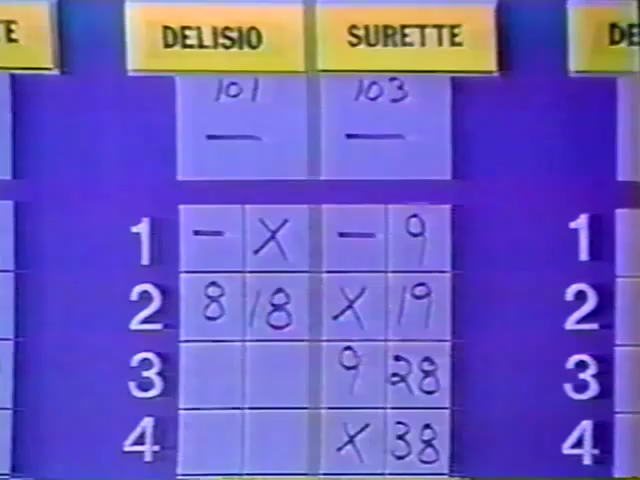 TE DELISIO SURETTE DE
101 103
— —
1 — X — 9 1
2 8 18 X 19 2
3 9 28 3
4 X 38 4